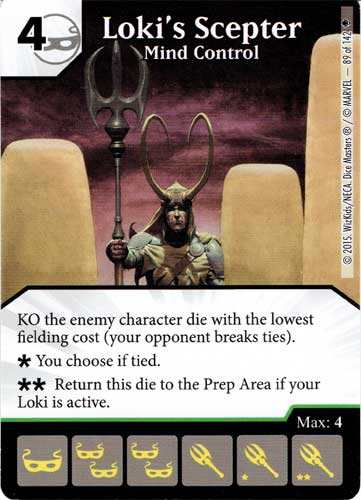 4
Loki's Scepter
Mind Control
© 2015. WizKids/NECA. Dice Masters ® / © MARVEL — 89 of 142
KO the enemy character die with the lowest
fielding cost (your opponent breaks ties).
* You choose if tied.
** Return this die to the Prep Area if your
Loki is active.
Max: 4
*
**